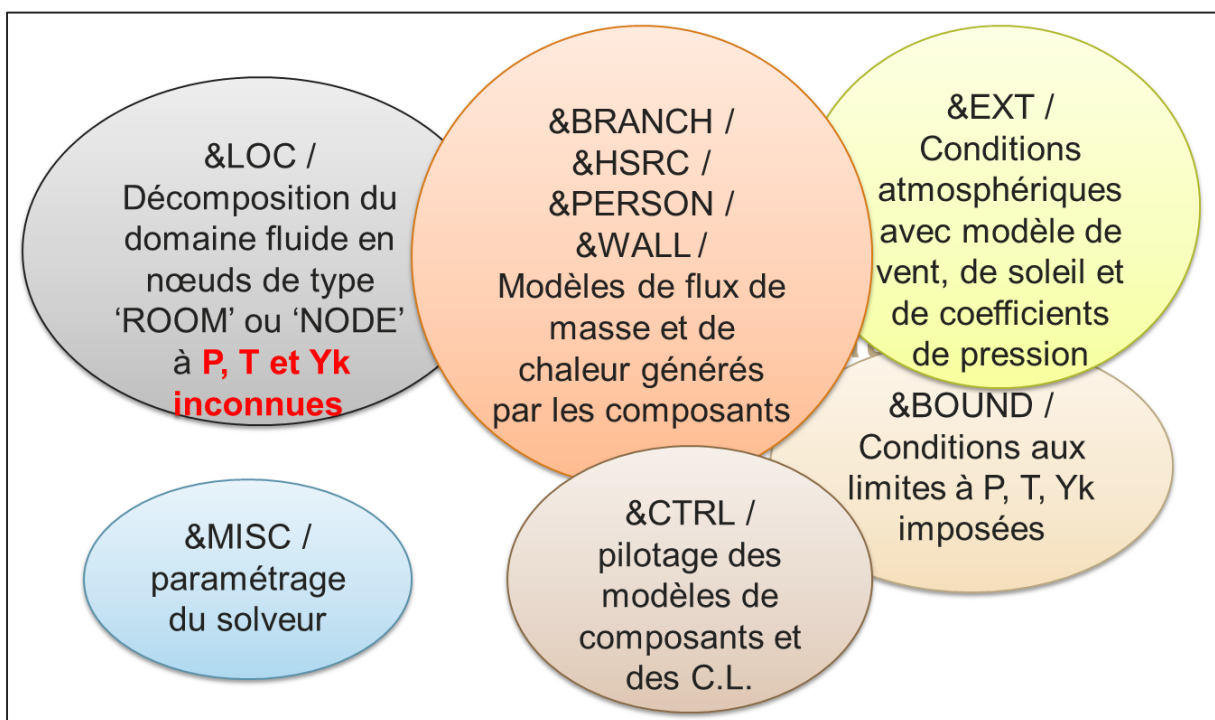 &LOC /
Décomposition du
domaine fluide en
nœuds de type
‘ROOM’ ou ‘NODE’
à P, T et Yk
inconnues
&BRANCH /
&HSRC /
&PERSON /
&WALL /
Modèles de flux de
masse et de
chaleur générés
par les composants
&EXT /
Conditions
atmosphériques
avec modèle de
vent, de soleil et
de coefficients
de pression
&BOUND /
Conditions aux
limites à P, T, Yk
imposées
&MISC /
paramétrage
du solveur
&CTRL /
pilotage des
modèles de
composants et
des C.L.